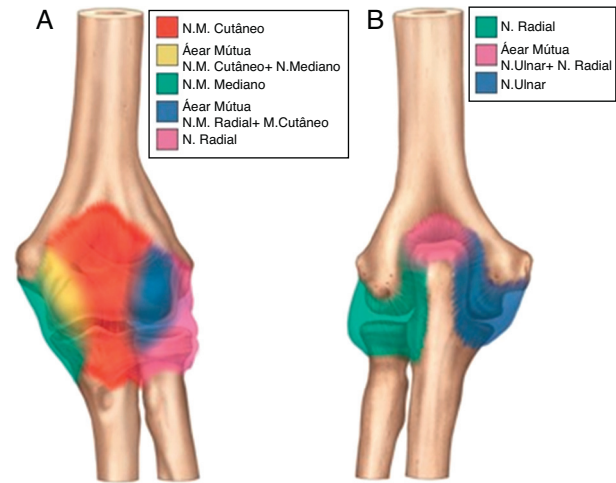 A
N.M. Cutâneo
Áear Mútua
N.M. Cutâneo+ N.Mediano
N.M. Mediano
Áear Mútua
N.M. Radial+ M.Cutâneo
N. Radial
B
N. Radial
Áear Mútua
N.Ulnar+ N. Radial
N.Ulnar